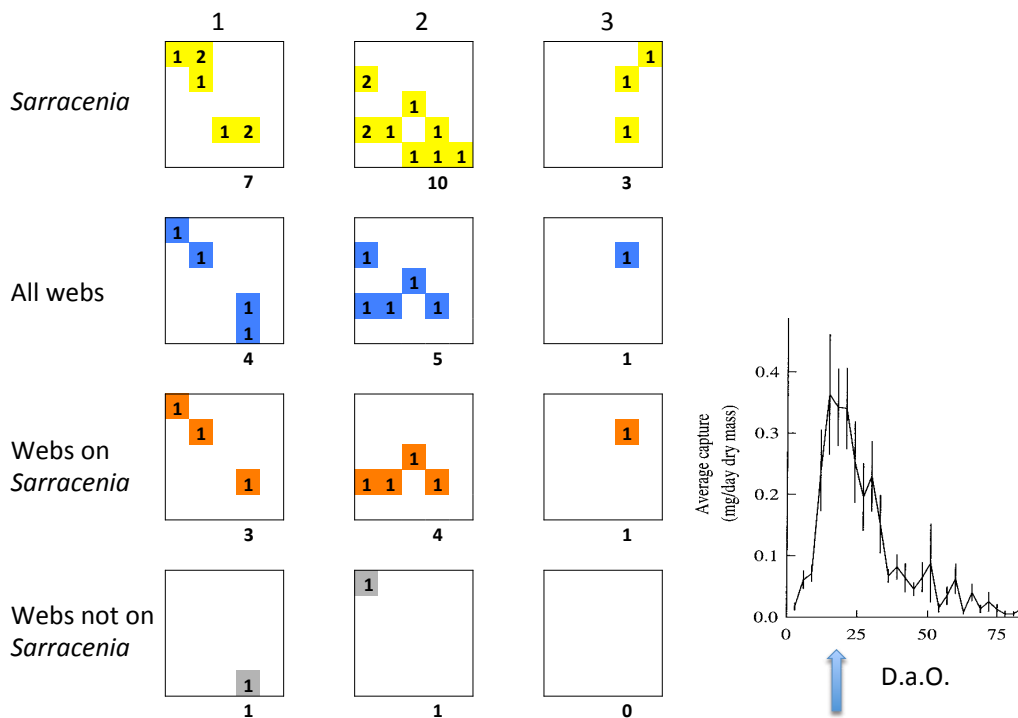 1 2 3
Sarracenia
1 2
1
1 2
7
2
1
2 1 1
1 1 1
10
1
1
1
3
All webs
1
1
1
1
4
1
1
1 1 1
5
1
1
Webs on
Sarracenia
1
1
1
3
1
1 1 1
4
1
1
Webs not on
Sarracenia
1
1
1
1
0
Average capture
(mg/day dry mass)
0.4
0.3
0.2
0.1
0.0
0 25 50 75
D.a.O.